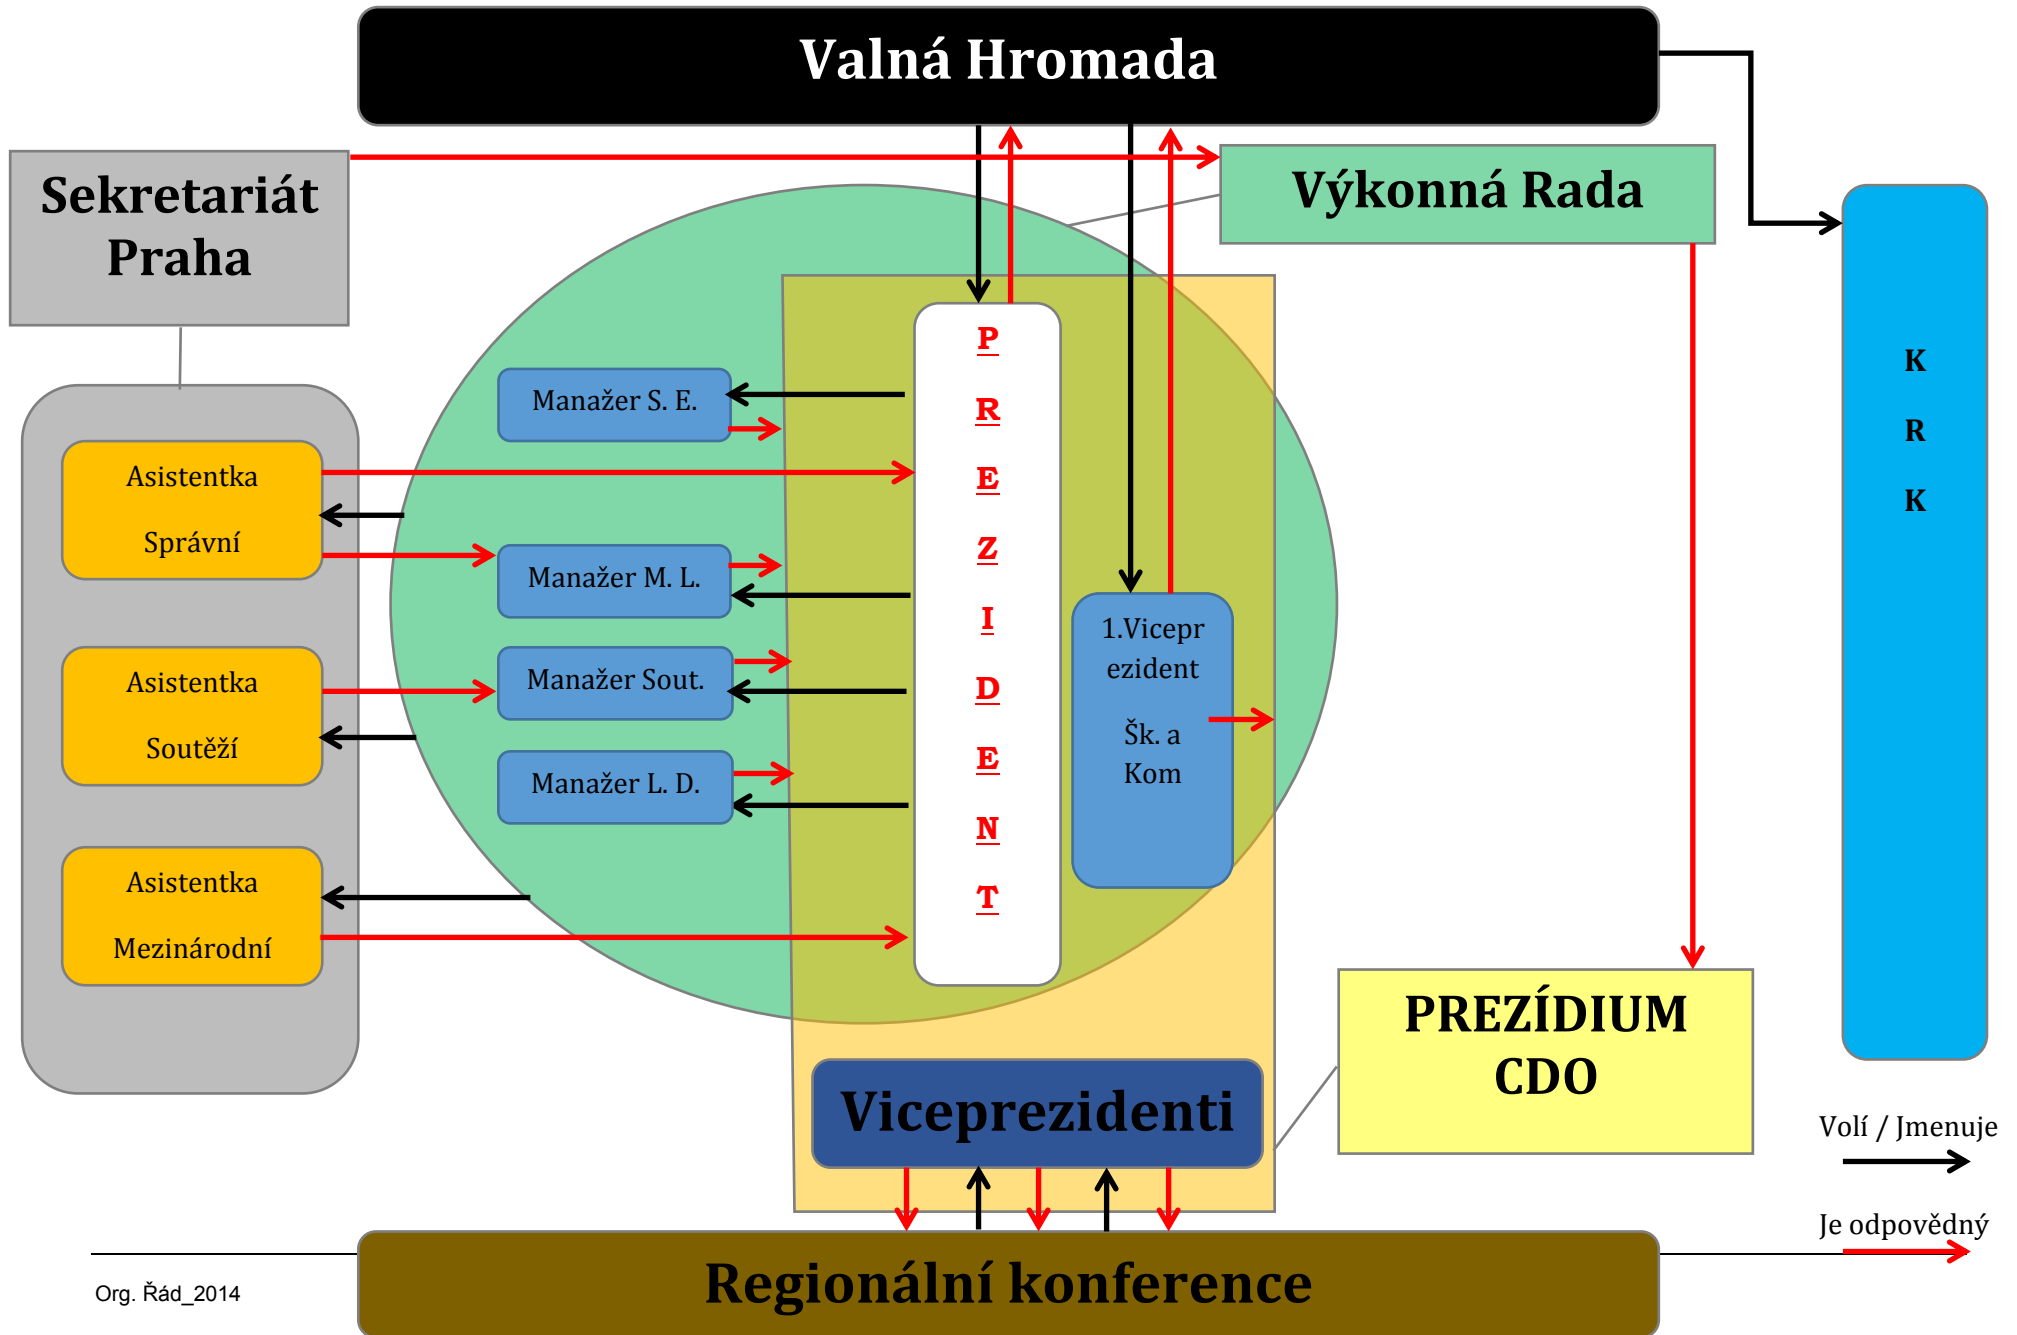 Valná Hromada
Sekretariát
Praha
Výkonná Rada
K
R
K
P
R
E
Z
I
D
E
N
T
Manažer S. E.
Asistentka
Správní
Manažer M. L.
1.Vicepr
ezident
Šk. a
Kom
Asistentka
Soutěží
Manažer Sout.
Manažer L. D.
Asistentka
Mezinárodní
PREZÍDIUM
CDO
Viceprezidenti
Volí / Jmenuje
Je odpovědný
Regionální konference
Org. Řád_2014